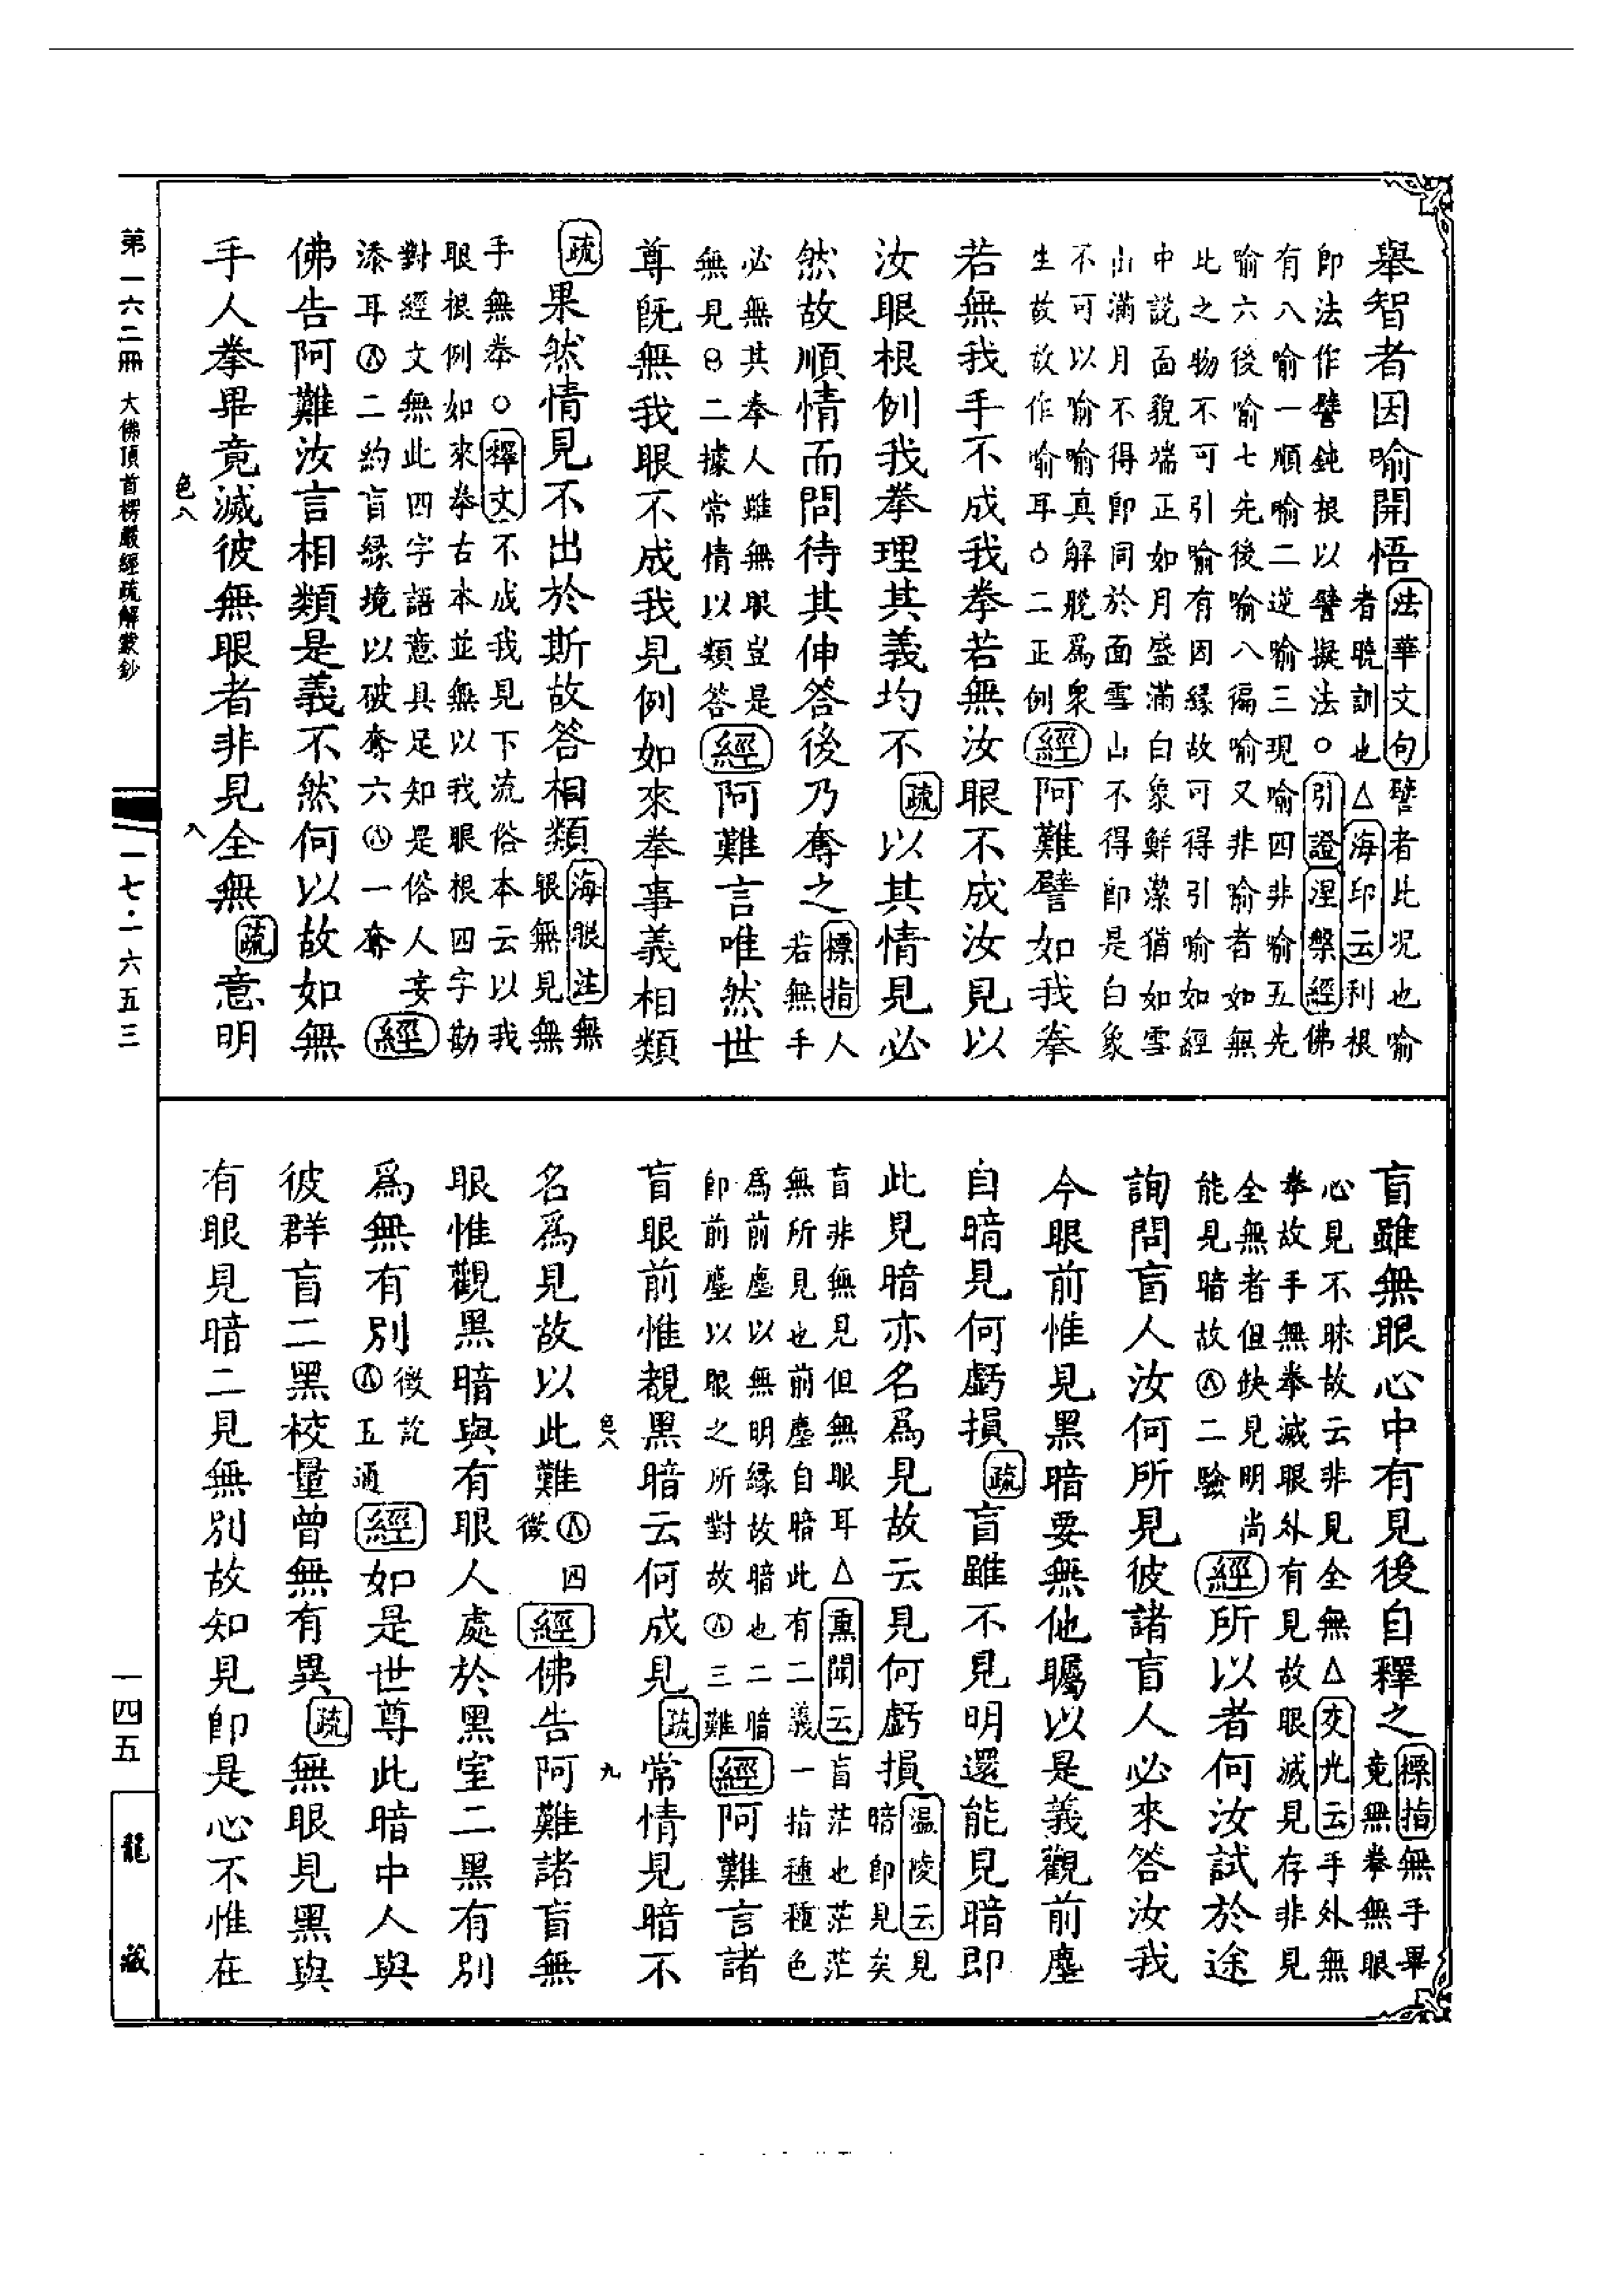 舉智者因喻開悟法華文句譬者比況也喻
者曉訓也△海印云利根
即法作譬鈍根以譬擬法○引證涅槃經佛
有八喻一順喻二逆喻三現喻四非喻五先
喻六後喻七先後喻八徧喻又非喻者如無
比之物不可引喻有因緣故可得引喻如經
中說面貌端正如月盛滿白象鮮潔猶如雪
山滿月不得即同於面雪山不得即是白象
不可以喻喻真解脫為眾
生故故作喻耳○二正例經阿難譬如我拳
若無我手不成我拳若無汝眼不成汝見以
汝眼根例我拳理其義均不疏以其情見必
然故順情而問待其伸答後乃奪之標指人
若無手
必無其拳人雖無眼豈是
無見○二據常情以類答經阿難言唯然世
尊既無我眼不成我見例如來拳事義相類
疏果然情見不出於斯故答相類海眼註無
眼無見無
手無拳○釋文不成我見下流俗本云以我
眼根例如來拳古本並無以我眼根四字勘
對經文無此四字語意具足知是俗人妄
添耳○二約盲緣境以破奪六○一奪經
佛告阿難汝言相類是義不然何以故如無
手人拳畢竟滅彼無眼者非見全無疏意明
盲雖無眼心中有見後自釋之標指無手畢
竟無拳無眼
心見不昧故云非見全無△交光云手外無
拳故手無拳滅眼外有見故眼滅見存非見
全無者但缺見明尚
能見暗故○二驗經所以者何汝試於途
詢問盲人汝何所見彼諸盲人必來答汝我
今眼前惟見黑暗要無他矚以是義觀前塵
自暗見何虧損疏盲雖不見明還能見暗即
此見暗亦名為見故云見何虧損溫陵云見
暗即見矣
盲非無見但無眼耳△熏聞云盲茫也茫茫
無所見也前塵自暗此有二義一指種種色
為前塵以無明緣故暗也二暗
即前塵以眼之所對故○三難經阿難言諸
盲眼前惟覩黑暗云何成見疏常情見暗不
名為見故以此難○四
徵經佛告阿難諸盲無
眼惟觀黑暗與有眼人處於黑室二黑有別
為無有別徵訖
○五通經如是世尊此暗中人與
彼群盲二黑校量曾無有異疏無眼見黑與
有眼見暗二見無別故知見即是心不惟在
第一六二冊 大佛頂首楞嚴經疏解蒙鈔
一七·六五三
一四五
龍藏
色八
八
色八
九